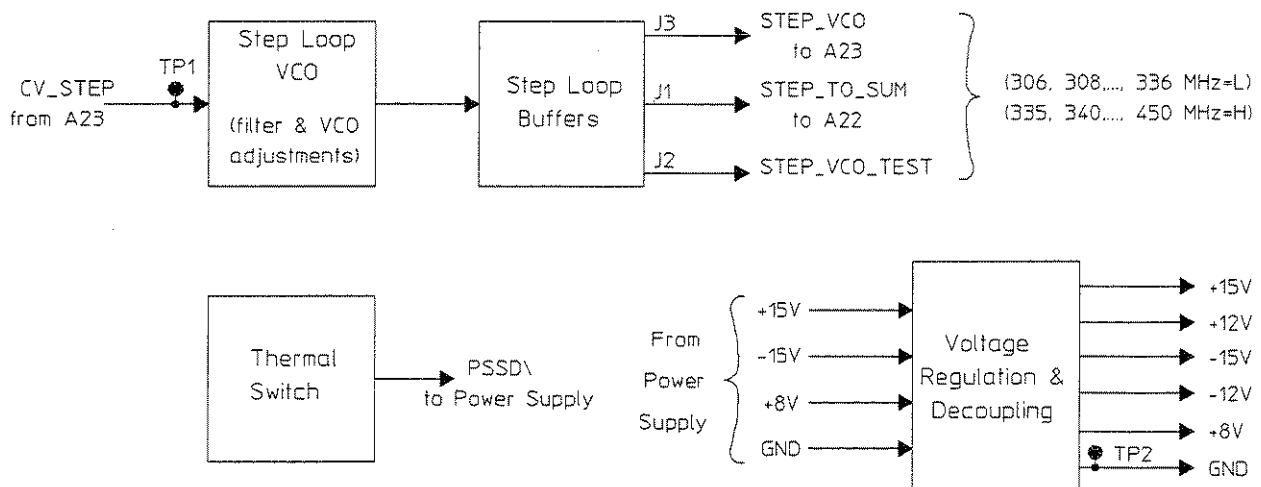 CV_STEP
from A23
TP1
Step Loop
VCO
(filter & VCO
adjustments)
Step Loop
Buffers
J3
STEP_VCO
to A23
J1
STEP_TO_SUM
to A22
J2
STEP_VCO_TEST
(306, 308,..., 336 MHz=L)
(335, 340,..., 450 MHz=H)
Thermal
Switch
PSSD\
to Power Supply
From
Power
Supply
+15V
-15V
+8V
GND
Voltage
Regulation &
Decoupling
+15V
+12V
-15V
-12V
+8V
TP2
GND